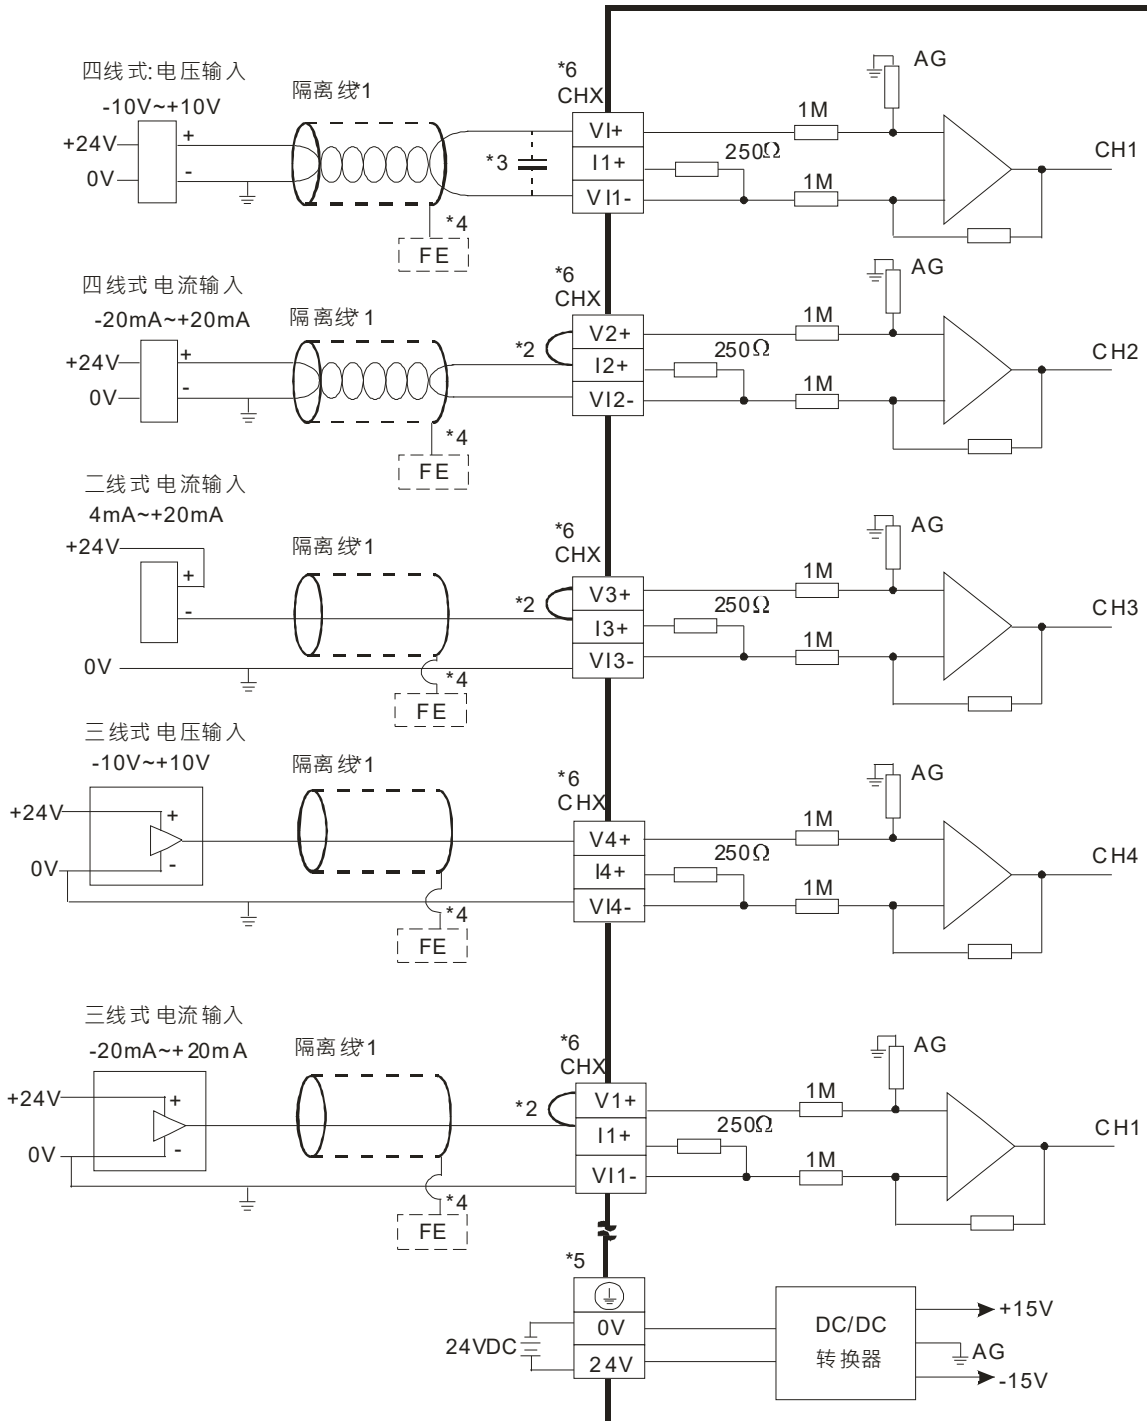 四线式:电压输入
-10V~+10V
隔离线*1
*6
CHX
AG
+24V
+
0V
-
*3
VI+
I1+
VI1-
1M
250Ω
1M
CH1
*4
FE
四线式 电流输入
-20mA~+20mA
隔离线*1
*6
CHX
AG
+24V
+
0V
-
*2
V2+
I2+
VI2-
1M
250Ω
1M
CH2
*4
FE
二线式 电流输入
4mA~+20mA
隔离线*1
*6
CHX
AG
+24V
+
-
0V
*2
V3+
I3+
VI3-
1M
250Ω
1M
CH3
*4
FE
三线式 电压输入
-10V~+10V
隔离线*1
*6
CHX
AG
+24V
+
0V
-
V4+
I4+
VI4-
1M
250Ω
1M
CH4
*4
FE
三线式 电流输入
-20mA~+20mA
隔离线*1
*6
CHX
AG
+24V
+
0V
-
*2
V1+
I1+
VI1-
1M
250Ω
1M
CH1
*4
FE
*5
24VDC
0V
24V
DC/DC
转换器
+15V
AG
-15V